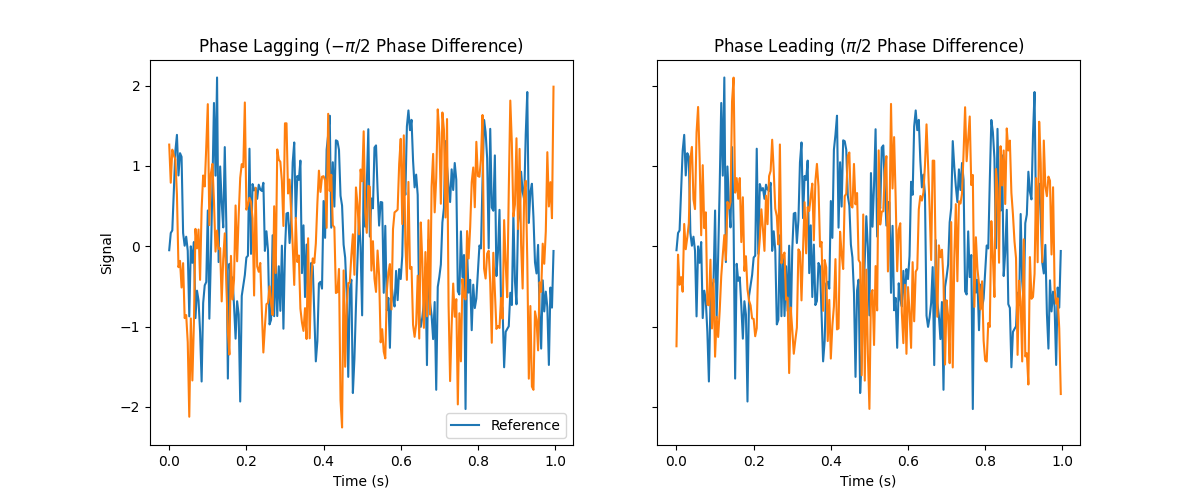 Phase Lagging (−π/2 Phase Difference)
Signal
2
1
0
−1
−2
0.0 0.2 0.4 0.6 0.8 1.0
Time (s)
Reference
Phase Leading (π/2 Phase Difference)
0.0 0.2 0.4 0.6 0.8 1.0
Time (s)